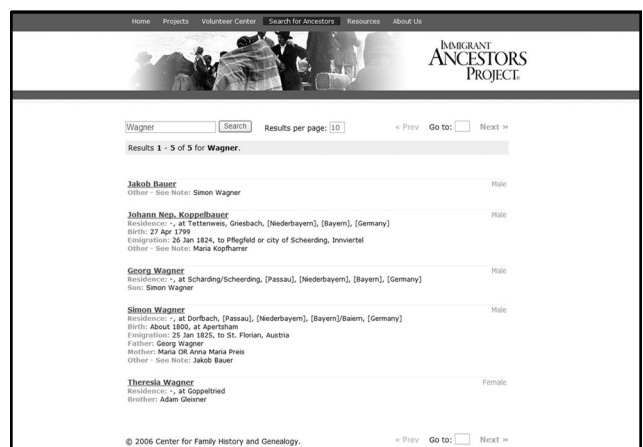 Home Projects Volunteer Center Search for Ancestors Resources About Us
IMMIGRANT
ANCESTORS
PROJECT
Wagner Search Results per page: 10 « Prev Go to: Next »
Results 1 - 5 of 5 for Wagner.
Jakob Bauer Male
Other - See Note: Simon Wagner
Johann Nep. Koppelbauer Male
Residence: -, at Tettenweis, Griesbach, [Niederbayern], [Bayern], [Germany]
Birth: 27 Apr 1799
Emigration: 26 Jan 1824, to Pflegfeld or city of Scheerding, Innviertel
Other - See Note: Maria Kopfharrer
Georg Wagner Male
Residence: -, at Schärding/Scheerding, [Passau], [Niederbayern], [Bayern], [Germany]
Son: Simon Wagner
Simon Wagner Male
Residence: -, at Dorfbach, [Passau], [Niederbayern], [Bayern]/Baiern, [Germany]
Birth: About 1800, at Apertsham
Emigration: 25 Jan 1825, to St. Florian, Austria
Father: Georg Wagner
Mother: Maria OR Anna Maria Preis
Other - See Note: Jakob Bauer
Theresia Wagner Female
Residence: -, at Goppeltried
Brother: Adam Gleixner
© 2006 Center for Family History and Genealogy. « Prev Go to: Next »